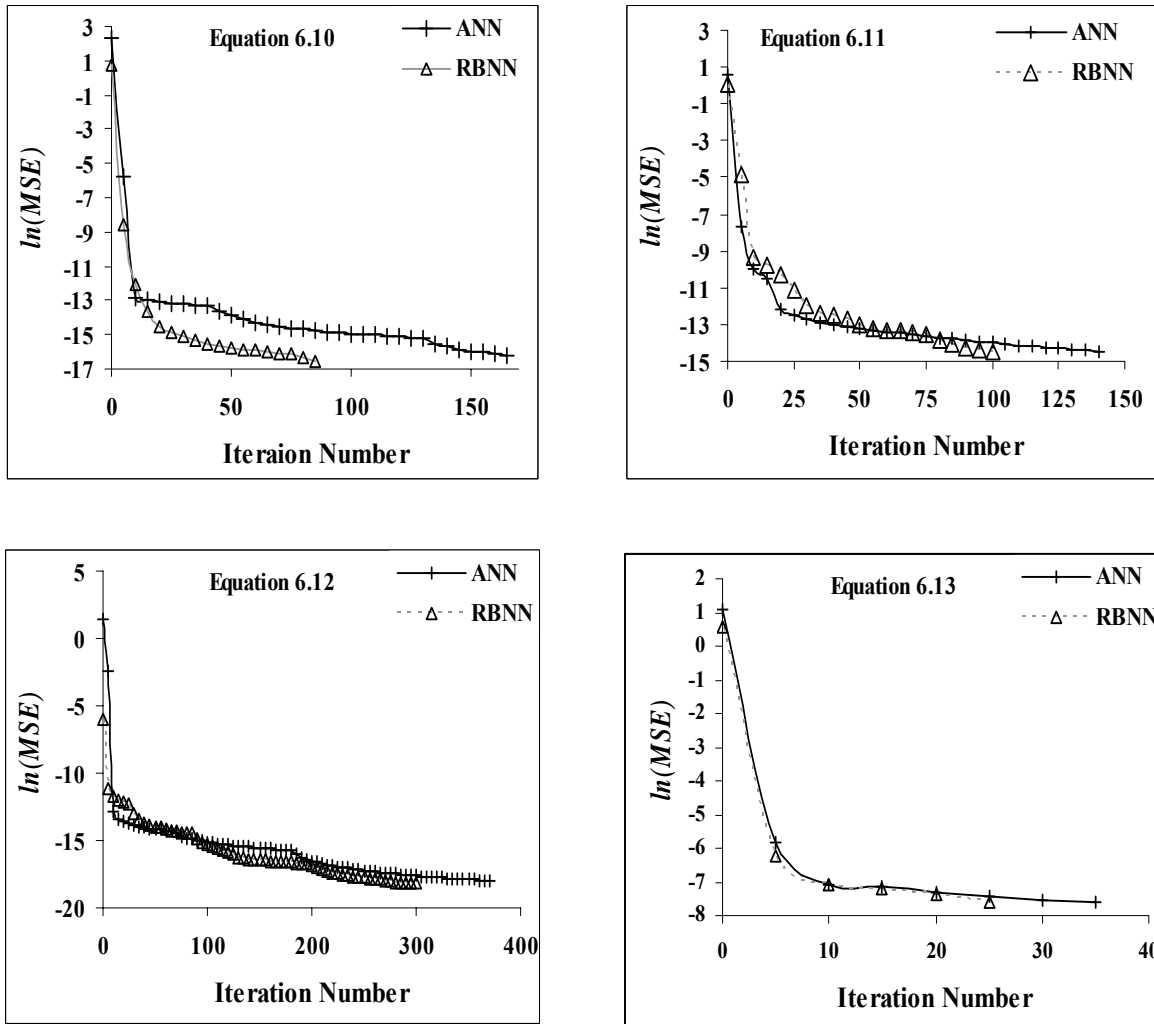 Equation 6.10
ANN
RBNN
3
1
-1
-3
-5
-7
-9
-11
-13
-15
-17
ln(MSE)
0 50 100 150
Iteraion Number
Equation 6.11
ANN
RBNN
3
1
-1
-3
-5
-7
-9
-11
-13
-15
ln(MSE)
0 25 50 75 100 125 150
Iteration Number
Equation 6.12
ANN
RBNN
5
0
-5
-10
-15
-20
ln(MSE)
0 100 200 300 400
Iteration Number
Equation 6.13
ANN
RBNN
2
1
0
-1
-2
-3
-4
-5
-6
-7
-8
ln(MSE)
0 10 20 30 40
Iteration Number